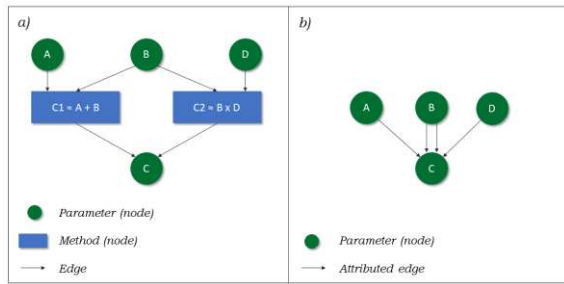 a)
A
B
D
C1 = A + B
C2 = B x D
C
Parameter (node)
Method (node)
Edge
b)
A
B
D
C
Parameter (node)
Attributed edge